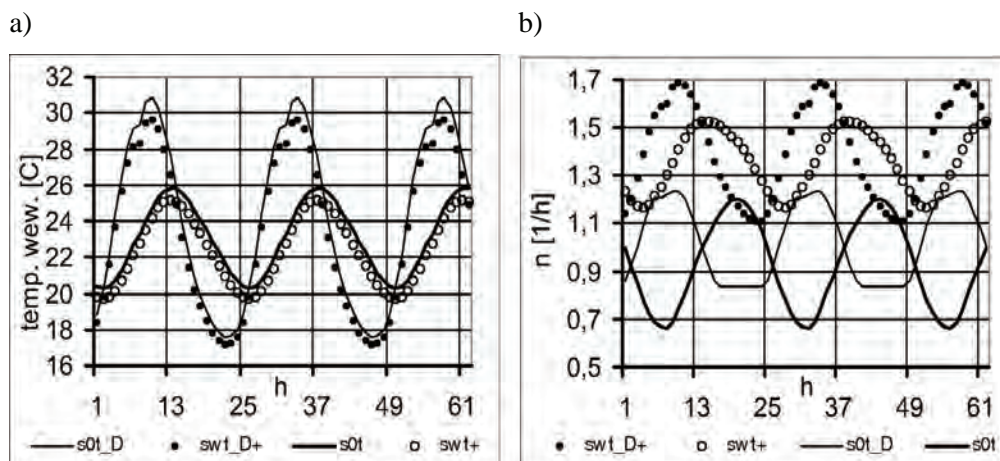 a)
b)
32
30
28
26
24
22
20
18
16
temp. wew. [C]
1 13 25 37 49 61
h
s0t_D swt_D+ s0t swt+
1,7
1,5
1,3
1,1
0,9
0,7
0,5
n [1/h]
1 13 25 37 49 61
h
swt_D+ swt+ s0t_D s0t